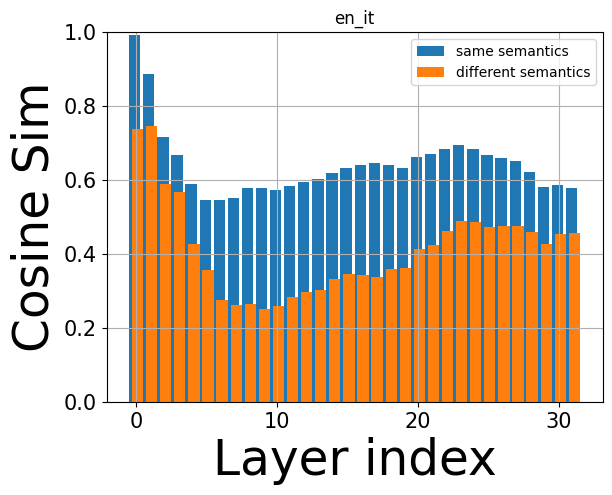 en_it
same semantics
different semantics
Cosine Sim
1.0
0.8
0.6
0.4
0.2
0.0
0 10 20 30
Layer index